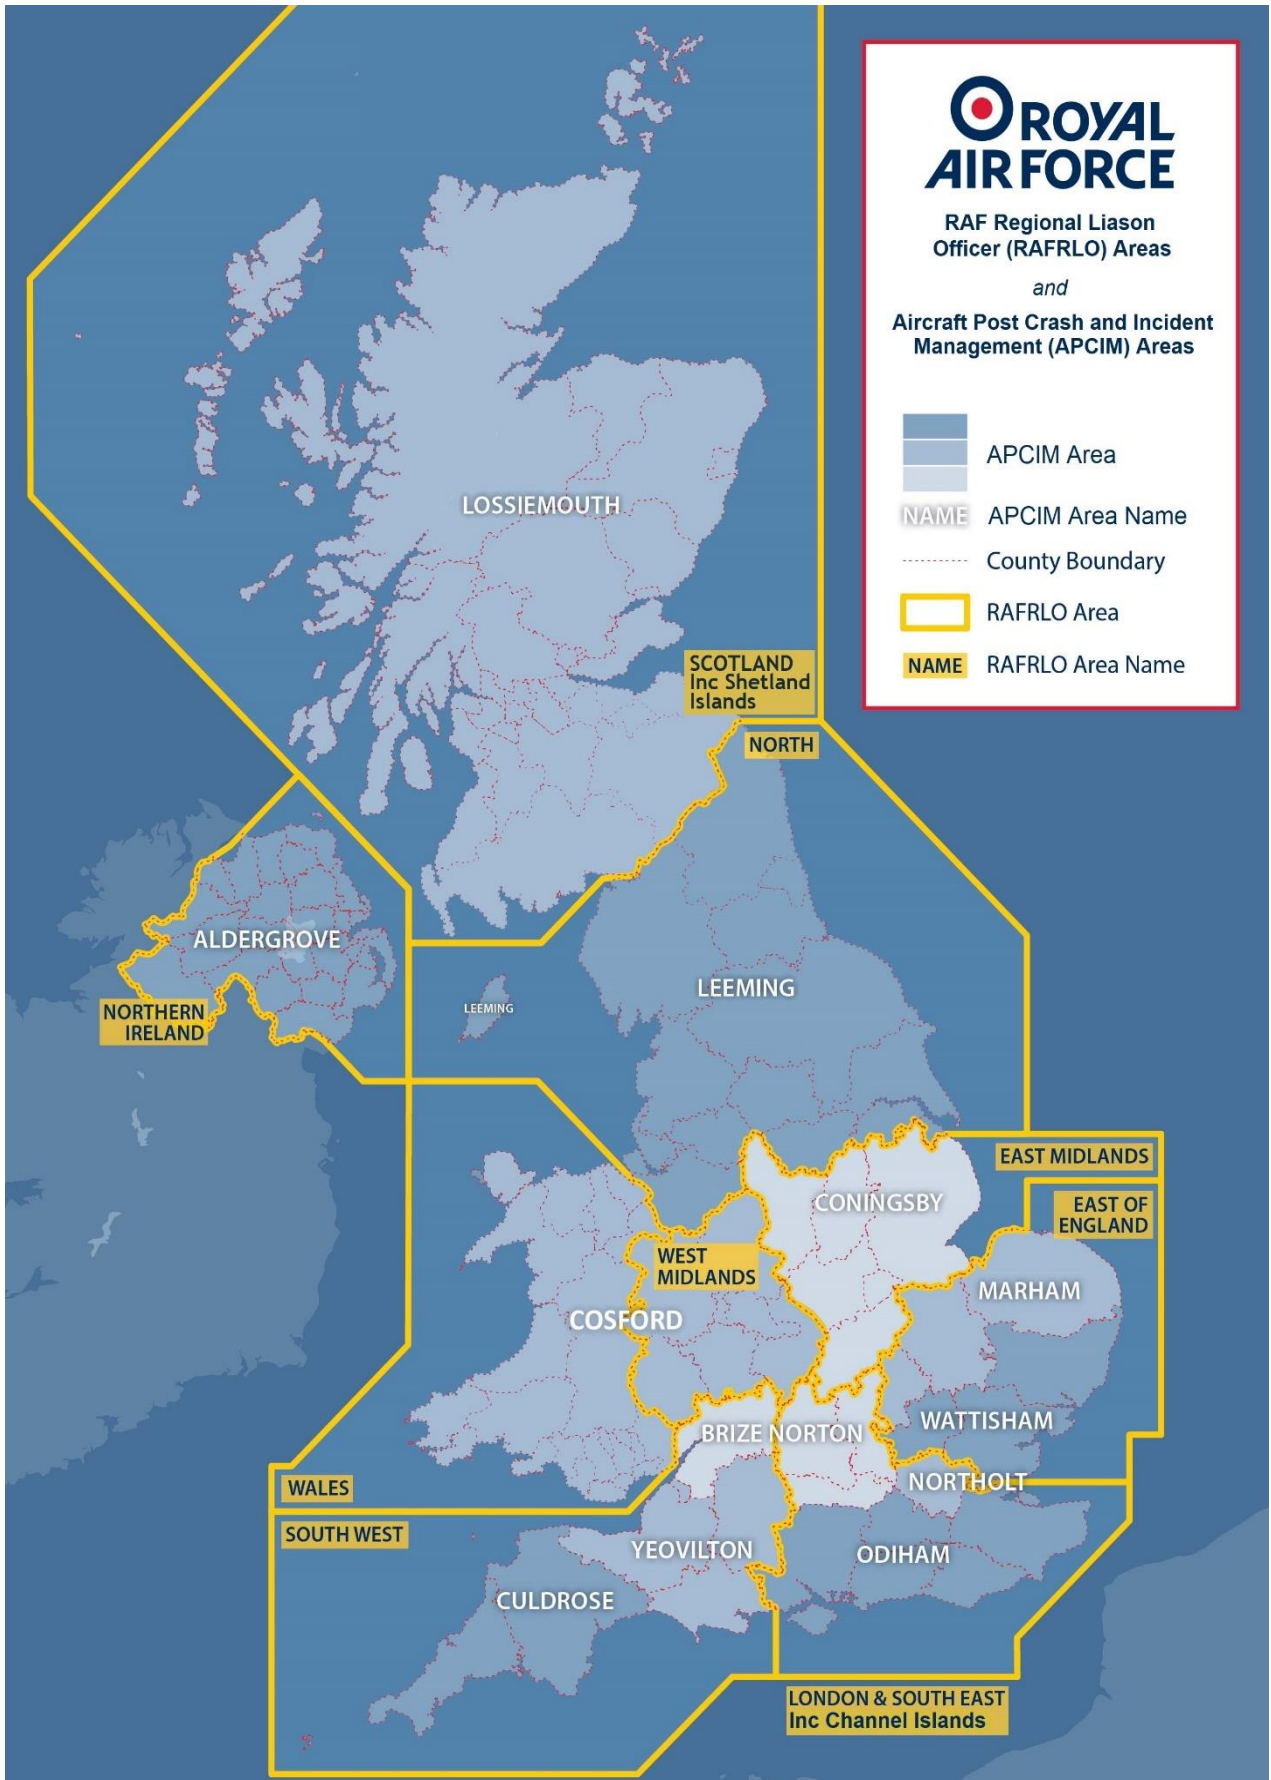 ROYAL
AIR FORCE
RAF Regional Liason
Officer (RAFRLO) Areas
and
Aircraft Post Crash and Incident
Management (APCIM) Areas
APCIM Area
NAME APCIM Area Name
County Boundary
RAFRLO Area
NAME RAFRLO Area Name
LOSSIEMOUTH
SCOTLAND
Inc Shetland
Islands
NORTH
ALDERGROVE
NORTHERN
IRELAND
LEEMING
LEEMING
EAST MIDLANDS
CONINGSBY
EAST OF
ENGLAND
WEST
MIDLANDS
MARHAM
COSFORD
WATTISHAM
BRIZE NORTON
NORTHOLT
WALES
SOUTH WEST
YEOVILTON
ODIHAM
CULDROSE
LONDON & SOUTH EAST
Inc Channel Islands